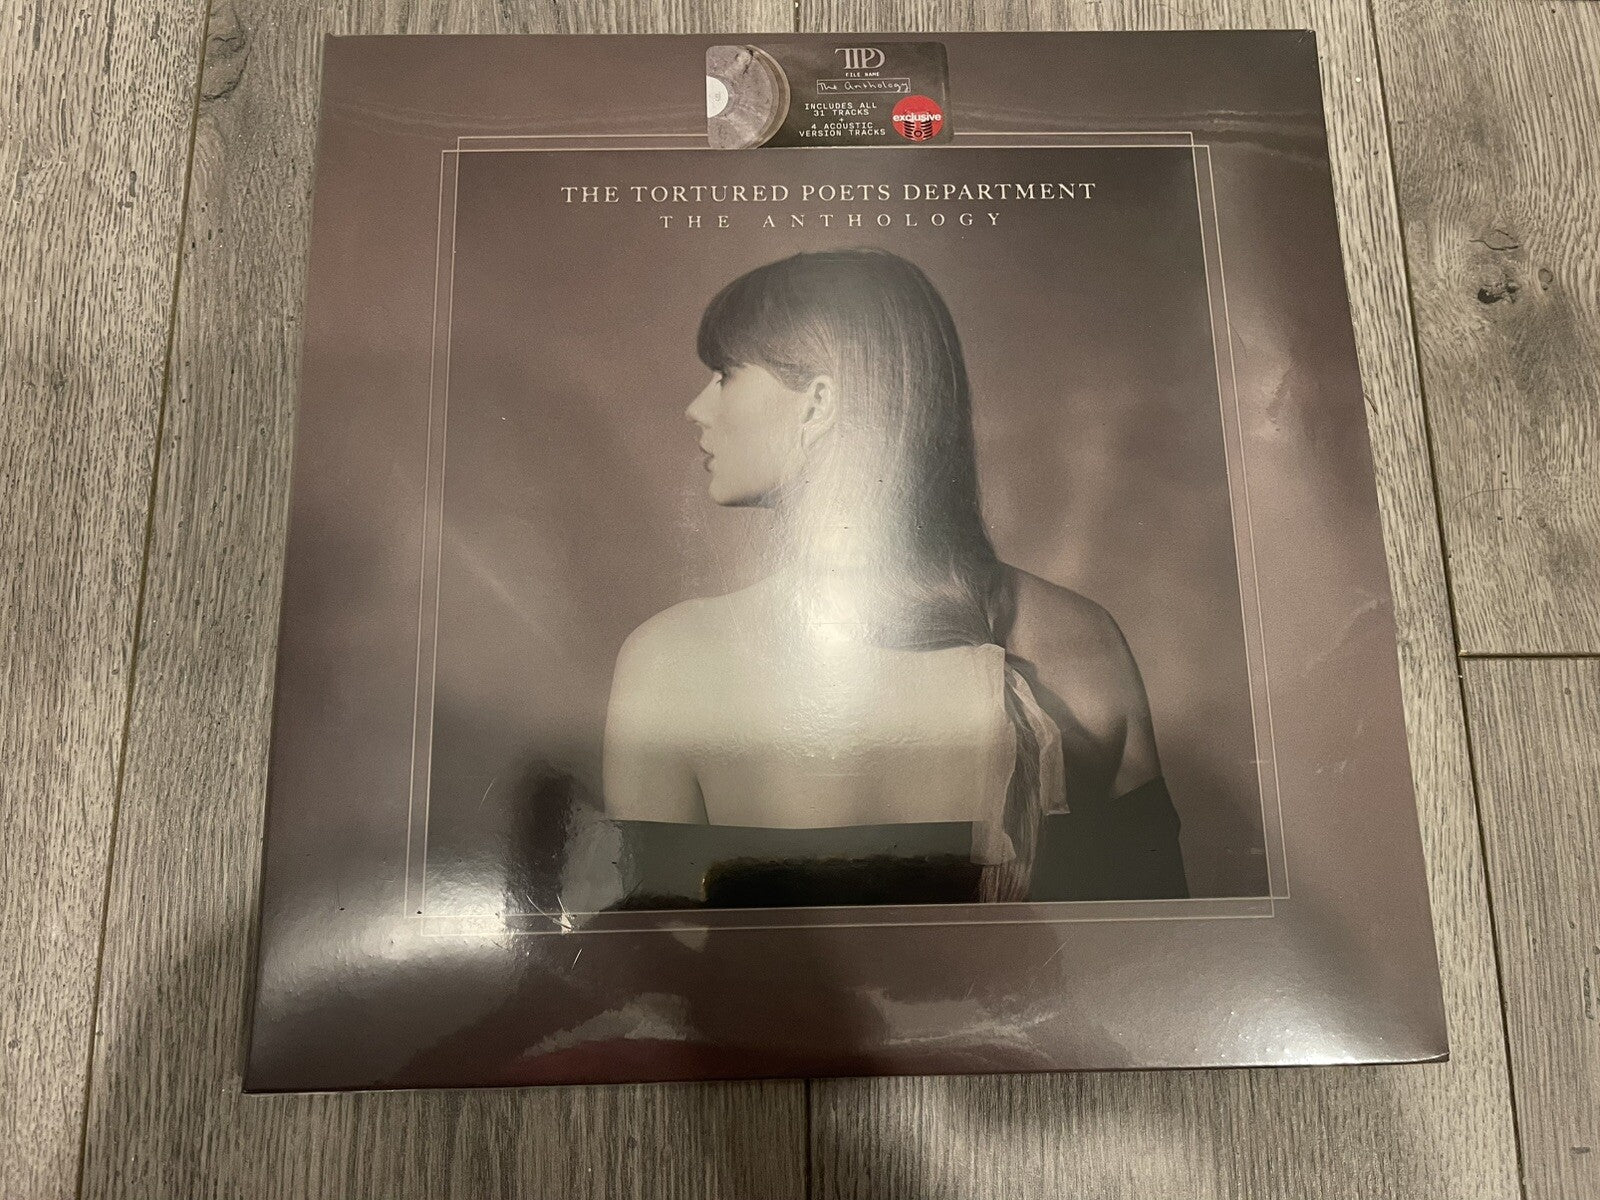 TTPD
FILE NAME
The Anthology
INCLUDES ALL
31 TRACKS
+
4 ACOUSTIC
VERSION TRACKS
exclusive
THE TORTURED POETS DEPARTMENT
THE ANTHOLOGY